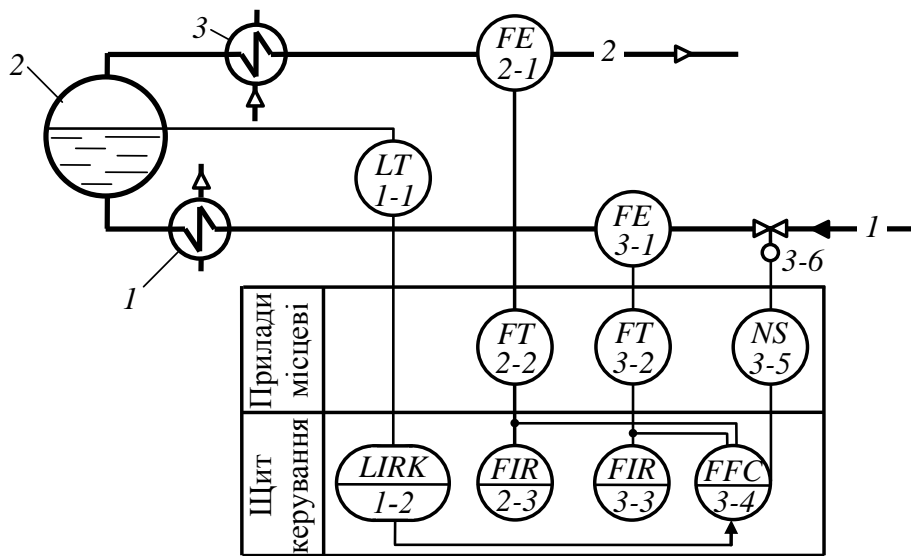 3
FE
2-1
2
2
LT
1-1
FE
3-1
1
3-6
1
Прилади
місцеві
FT
2-2
FT
3-2
NS
3-5
Щит
керування
LIRK
1-2
FIR
2-3
FIR
3-3
FFC
3-4